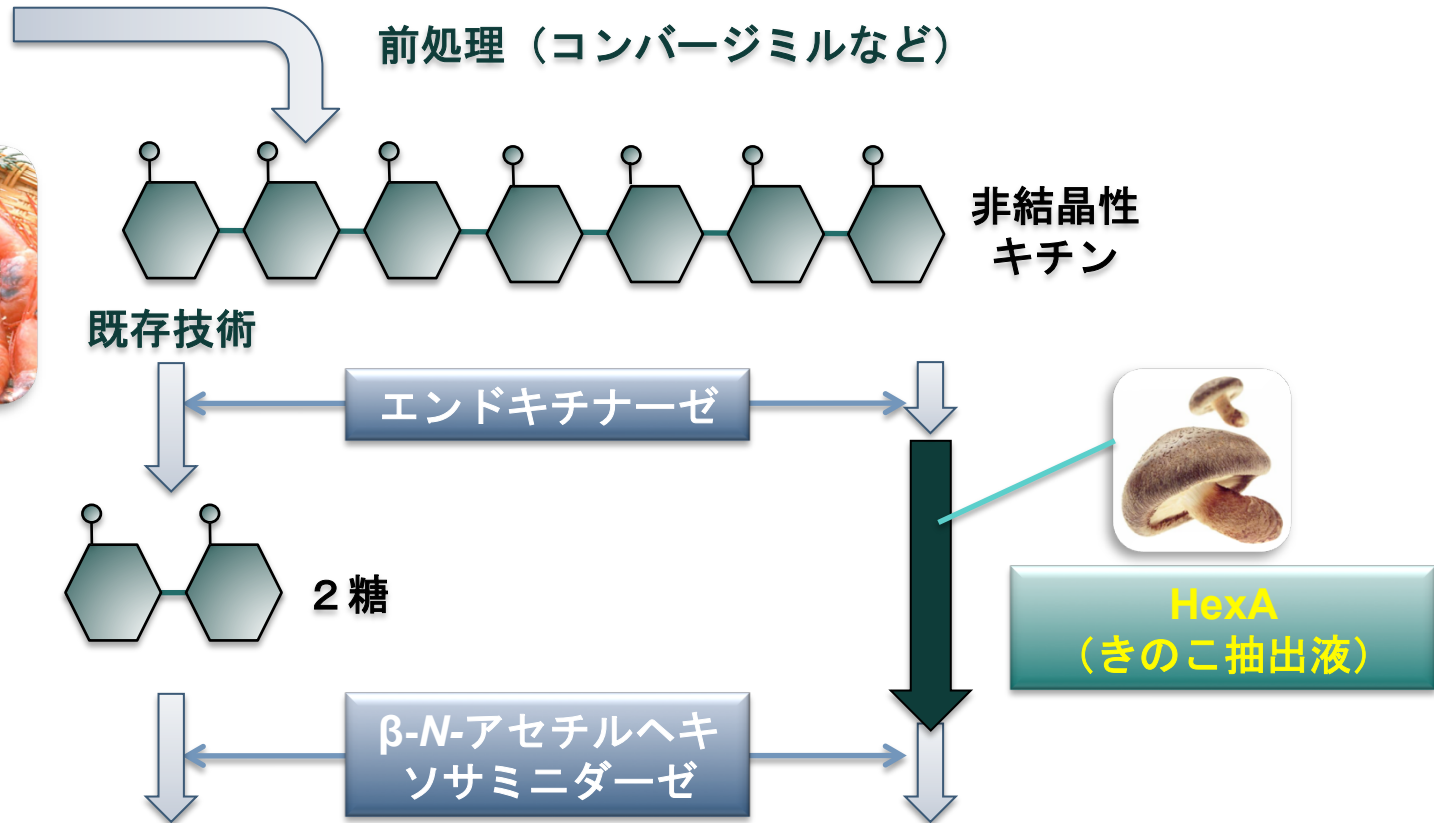 前処理（コンバージミルなど）
非結晶性
キチン
既存技術
エンドキチナーゼ
２糖
HexA
（きのこ抽出液）
β-N-アセチルヘキ
ソサミニダーゼ